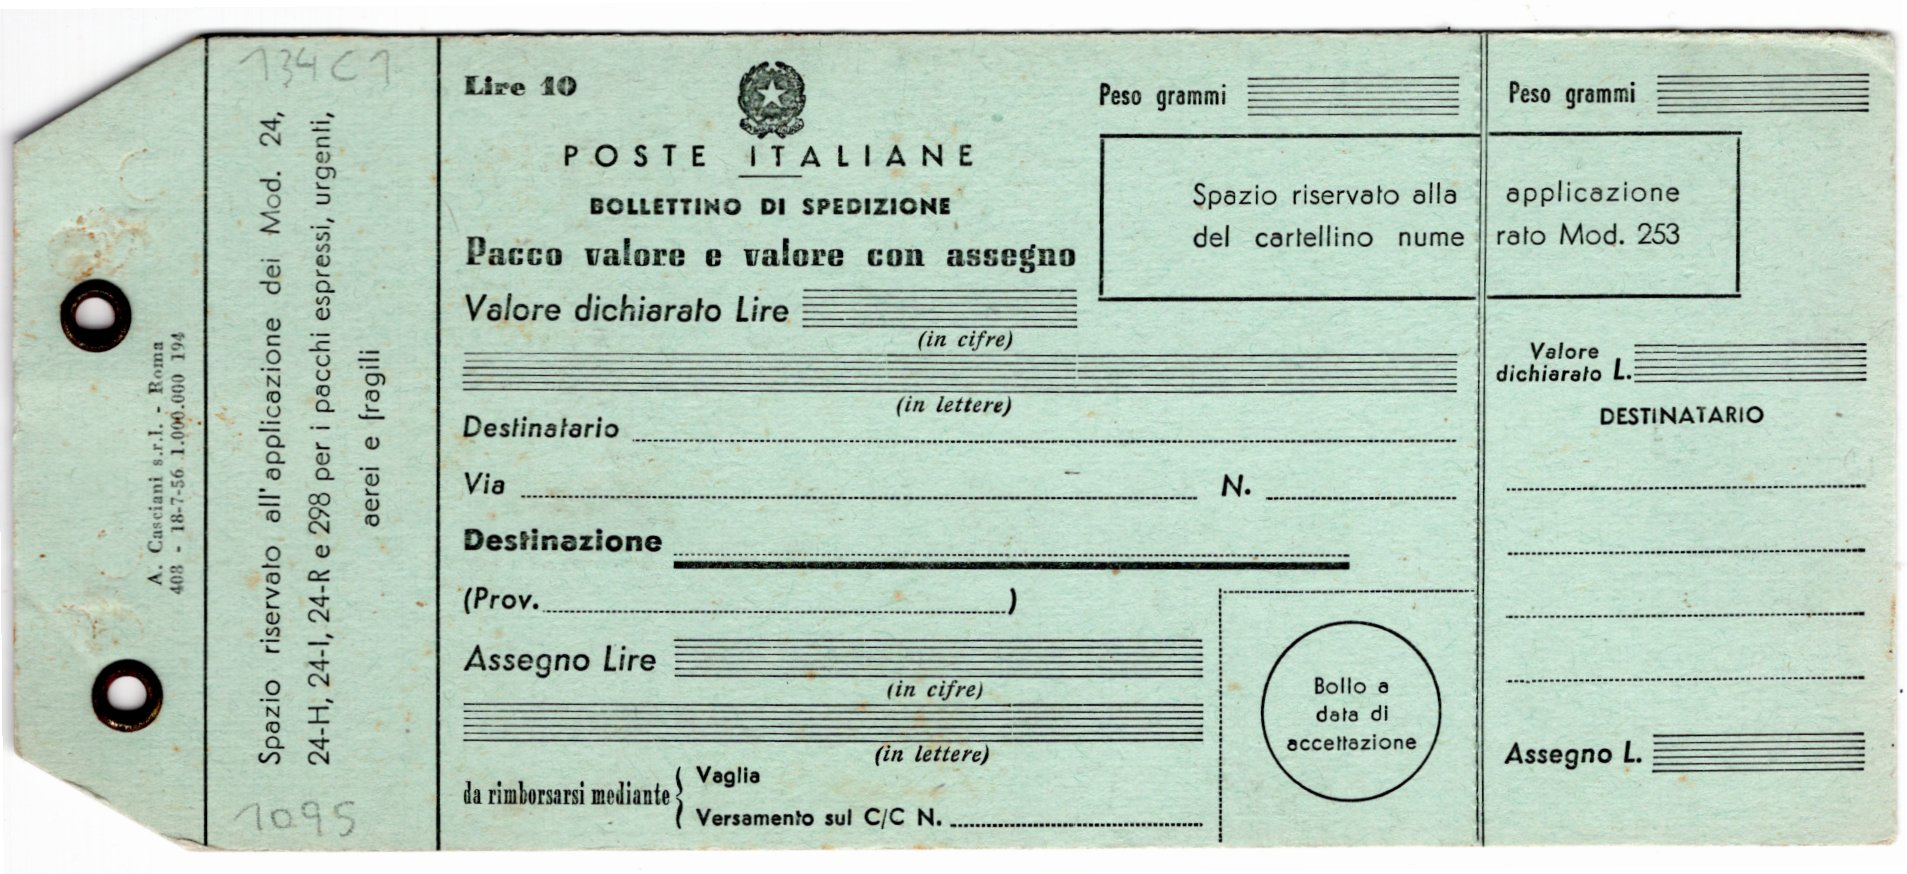 134C1
Spazio riservato all' applicazione dei Mod. 24,
24-H, 24-I, 24-R e 298 per i pacchi espressi, urgenti,
aerei e fragili
1095
A. Casciani s.r.l. - Roma
408 - 18-7-56 1.000.000 194
Lire 10
POSTE ITALIANE
BOLLETTINO DI SPEDIZIONE
Pacco valore e valore con assegno
Valore dichiarato Lire
(in cifre)
(in lettere)
Destinatario
Via N.
Destinazione
(Prov. )
Assegno Lire
(in cifre)
(in lettere)
da rimborsarsi mediante { Vaglia
Versamento sul C/C N.
Peso grammi
Spazio riservato alla applicazione
del cartellino nume rato Mod. 253
Bollo a
data di
accettazione
Peso grammi
Valore
dichiarato L.
DESTINATARIO
Assegno L.